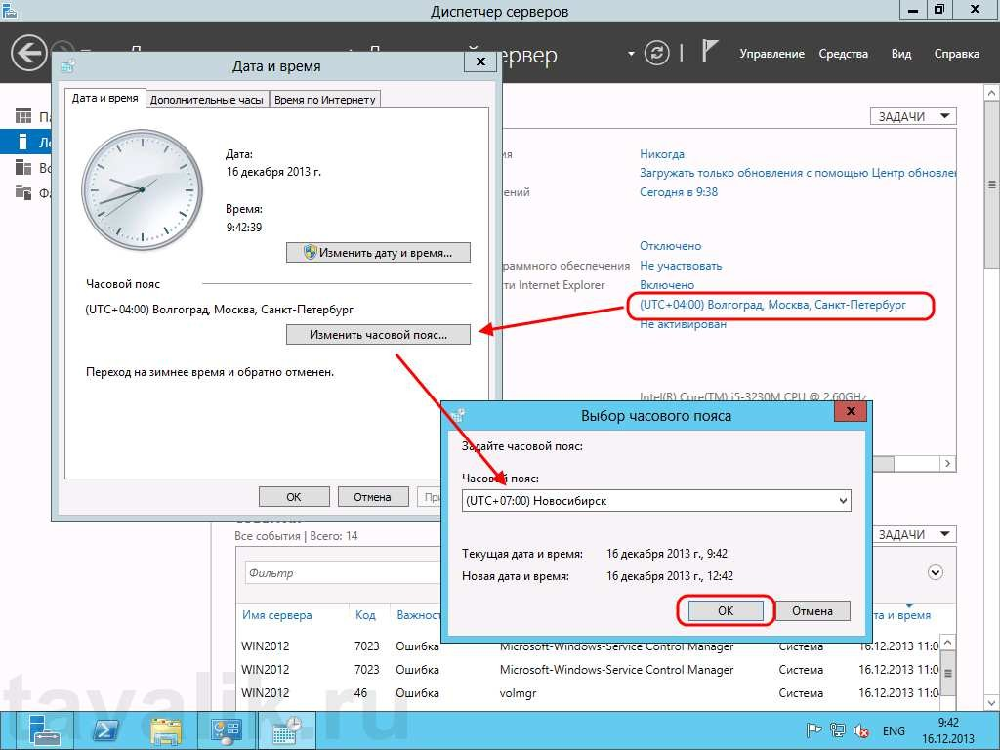 Диспетчер серверов
рвер
Управление Средства Вид Справка
Дата и время
Дата и время Дополнительные часы Время по Интернету
Дата:
16 декабря 2013 г.
Время:
9:42:39
Изменить дату и время...
Часовой пояс
(UTC+04:00) Волгоград, Москва, Санкт-Петербург
Изменить часовой пояс...
Переход на зимнее время и обратно отменен.
ОК Отмена При
ЗАДАЧИ
Никогда
Загружать только обновления с помощью Центр обновлен
ений Сегодня в 9:38
Отключено
раммного обеспечения Не участвовать
ти Internet Explorer Включено
(UTC+04:00) Волгоград, Москва, Санкт-Петербург
Не активирован
Intel(R) Core(TM) i5-3230M CPU @ 2.60GHz
Выбор часового пояса
Задайте часовой пояс:
Часовой пояс:
(UTC+07:00) Новосибирск
Текущая дата и время: 16 декабря 2013 г., 9:42
Новая дата и время: 16 декабря 2013 г., 12:42
ОК Отмена
Все события | Всего: 14
ЗАДАЧИ
Фильтр
Имя сервера Код Важност та и время
WIN2012 7023 Ошибка Microsoft-Windows-Service Control Manager Система 16.12.2013 11:0
WIN2012 7023 Ошибка Microsoft-Windows-Service Control Manager Система 16.12.2013 11:0
WIN2012 46 Ошибка volmgr Система 16.12.2013 11:0
tavalik.ru
ENG
9:42
16.12.2013